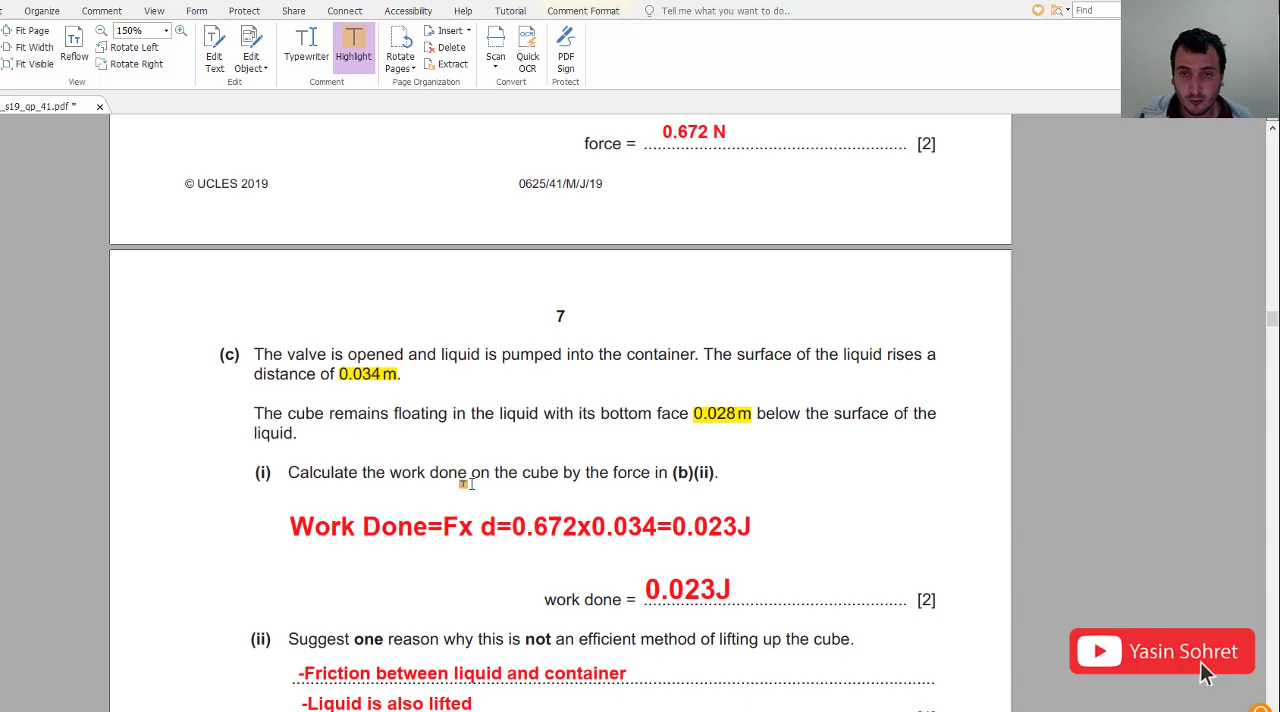 Organize Comment View Form Protect Share Connect Accessibility Help Tutorial Comment Format Tell me what you want to do..
Find
Fit Page
Fit Width
Fit Visible
Reflow
150%
Rotate Left
Rotate Right
View
Edit Text
Edit Object
Edit
Typewriter
Highlight
Comment
Rotate Pages
Insert
Delete
Extract
Page Organization
Scan
Quick OCR
Convert
PDF Sign
Protect
_s19_qp_41.pdf *
0.672 N
force = .......................................................... [2]
© UCLES 2019 0625/41/M/J/19
7
(c) The valve is opened and liquid is pumped into the container. The surface of the liquid rises a
distance of 0.034 m.
The cube remains floating in the liquid with its bottom face 0.028 m below the surface of the
liquid.
(i) Calculate the work done on the cube by the force in (b)(ii).
Work Done=Fx d=0.672x0.034=0.023J
work done = 0.023J [2]
(ii) Suggest one reason why this is not an efficient method of lifting up the cube.
-Friction between liquid and container
-Liquid is also lifted
Yasin Sohret